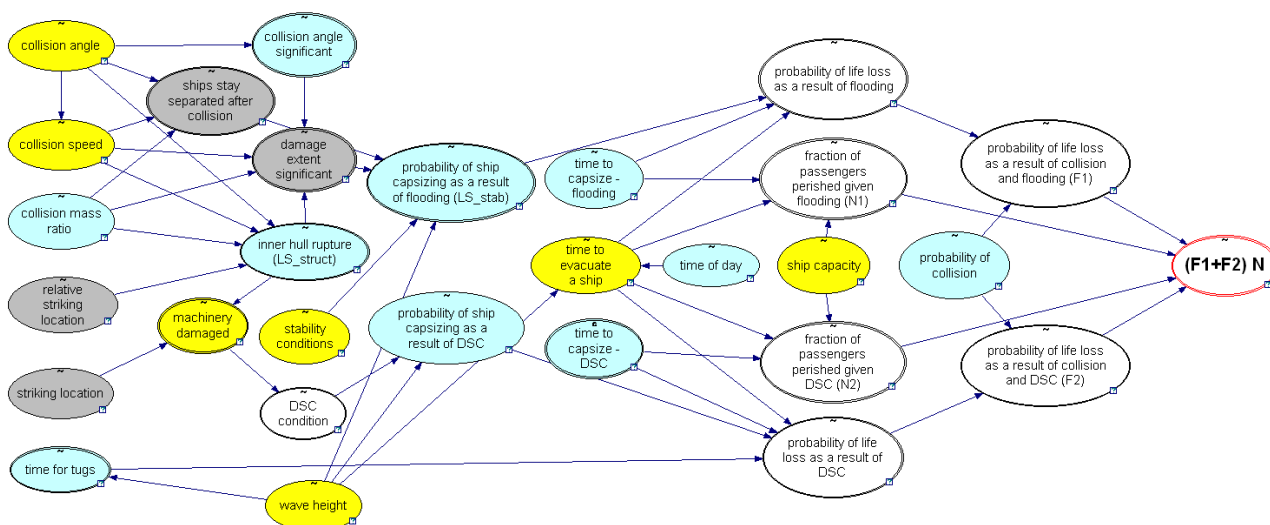 collision angle
collision angle
significant
ships stay
separated after
collision
collision speed
damage
extent
significant
collision mass
ratio
inner hull rupture
(LS_struct)
relative
striking
location
machinery
damaged
stability
conditions
striking location
DSC
condition
time for tugs
wave height
probability of ship
capsizing as a result
of flooding (LS_stab)
probability of ship
capsizing as a
result of DSC
time to
capsize -
flooding
time to
evacuate
a ship
time of day
time to
capsize -
DSC
probability of life loss
as a result of flooding
fraction of
passengers
perished given
flooding (N1)
ship capacity
fraction of
passengers
perished given
DSC (N2)
probability of life
loss as a result of
DSC
probability of life loss
as a result of collision
and flooding (F1)
probability of
collision
probability of life loss
as a result of collision
and DSC (F2)
(F1+F2) N